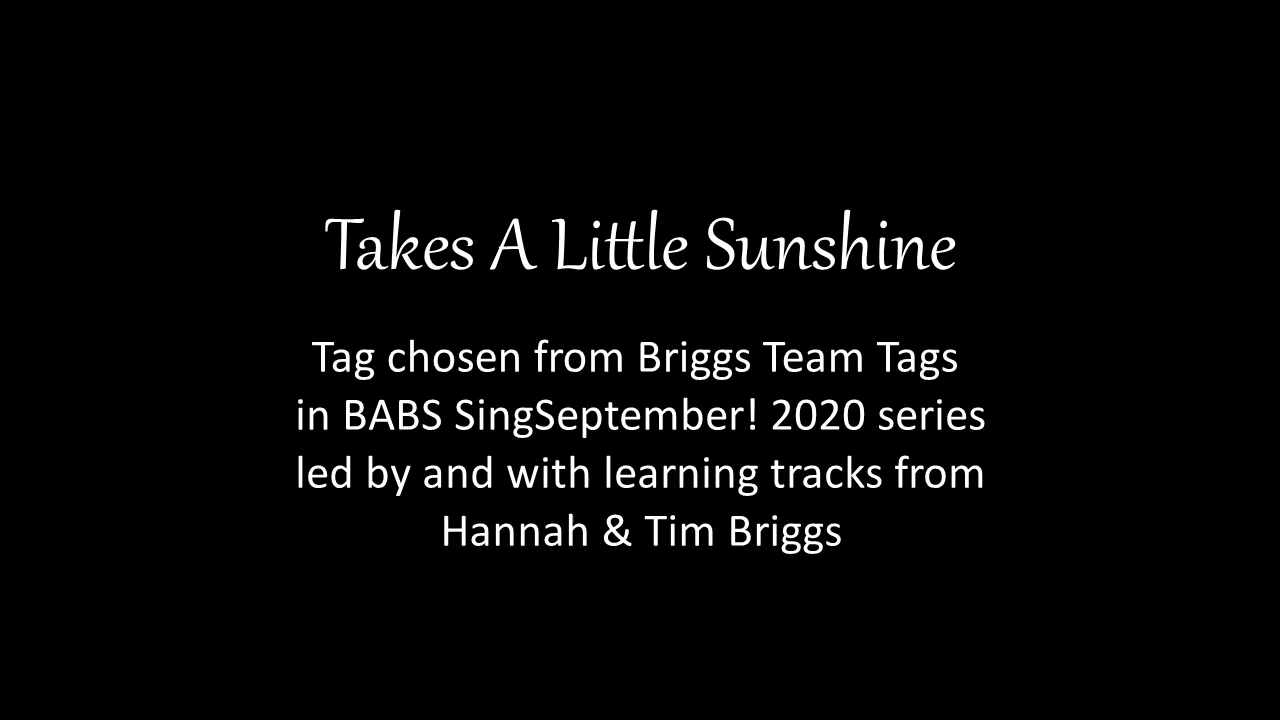 Takes A Little Sunshine
Tag chosen from Briggs Team Tags
in BABS SingSeptember! 2020 series
led by and with learning tracks from
Hannah & Tim Briggs